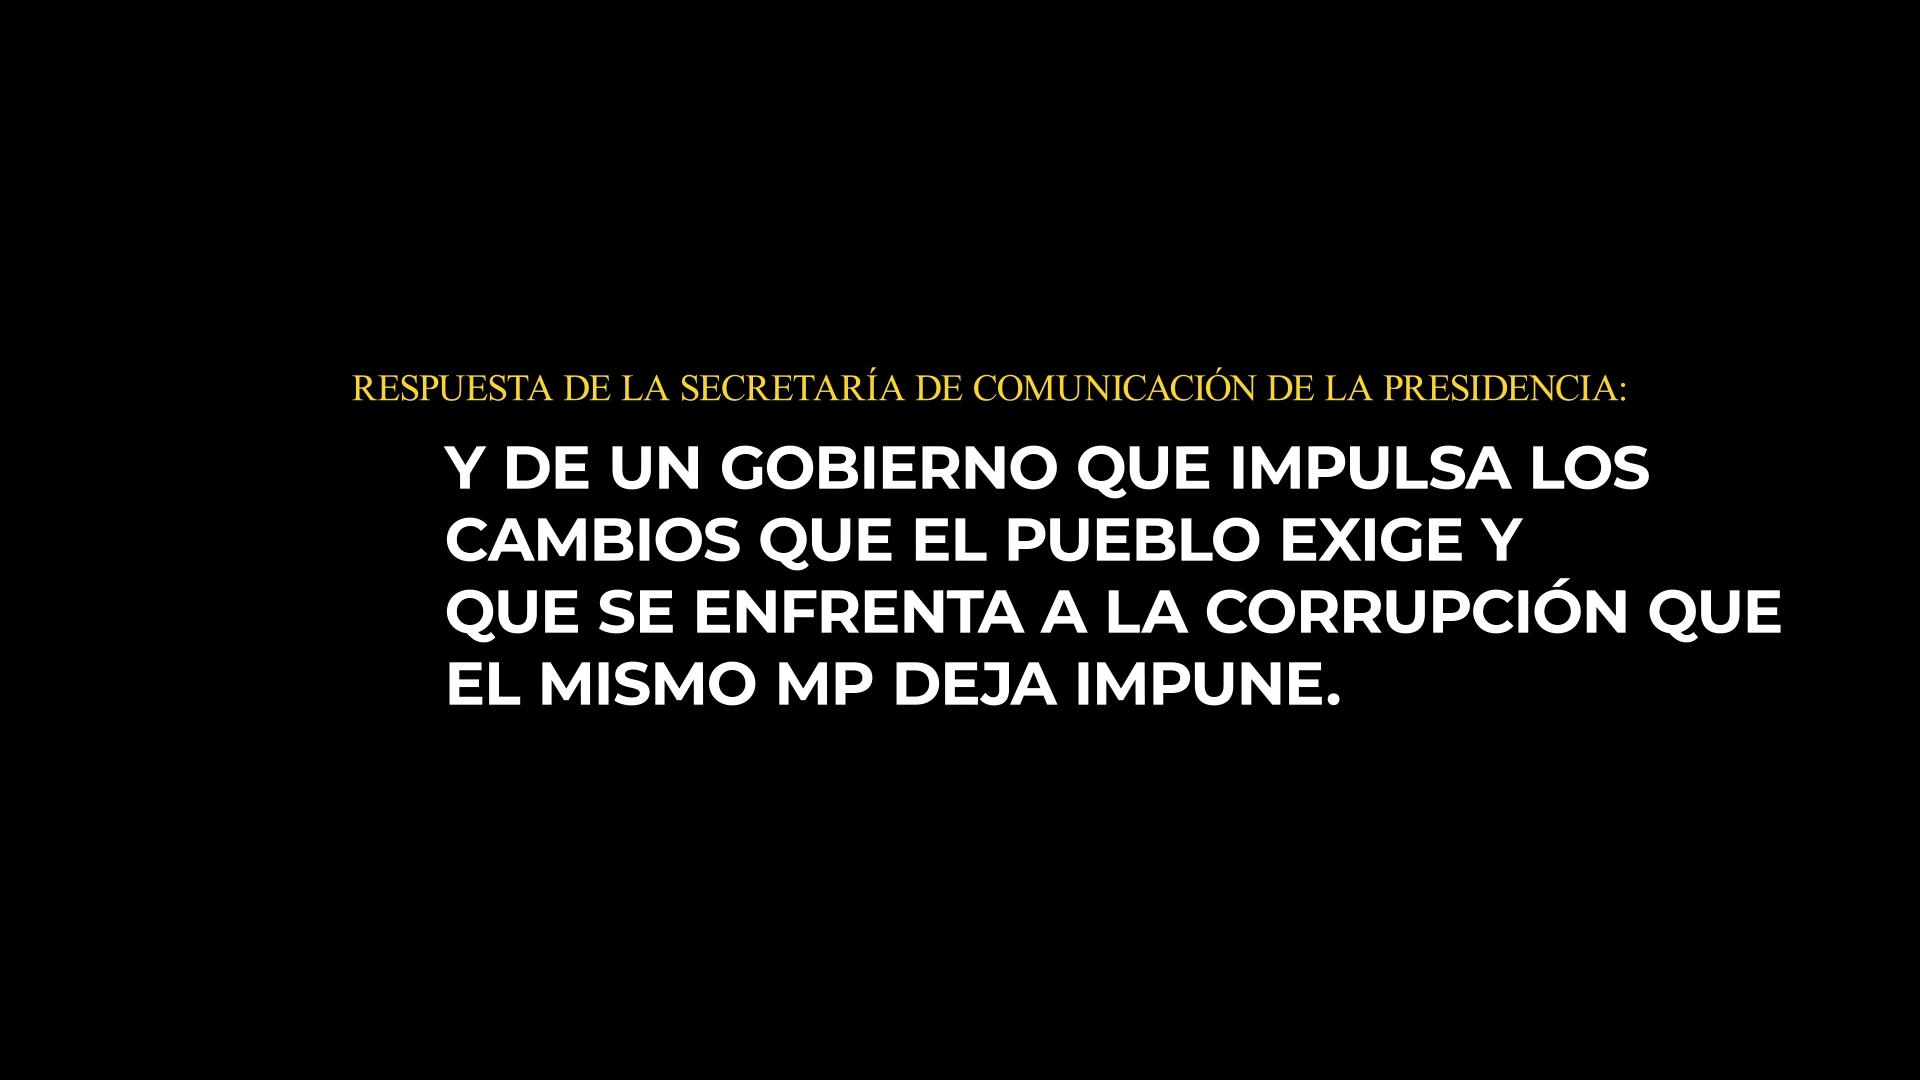 RESPUESTA DE LA SECRETARÍA DE COMUNICACIÓN DE LA PRESIDENCIA:
Y DE UN GOBIERNO QUE IMPULSA LOS
CAMBIOS QUE EL PUEBLO EXIGE Y
QUE SE ENFRENTA A LA CORRUPCIÓN QUE
EL MISMO MP DEJA IMPUNE.